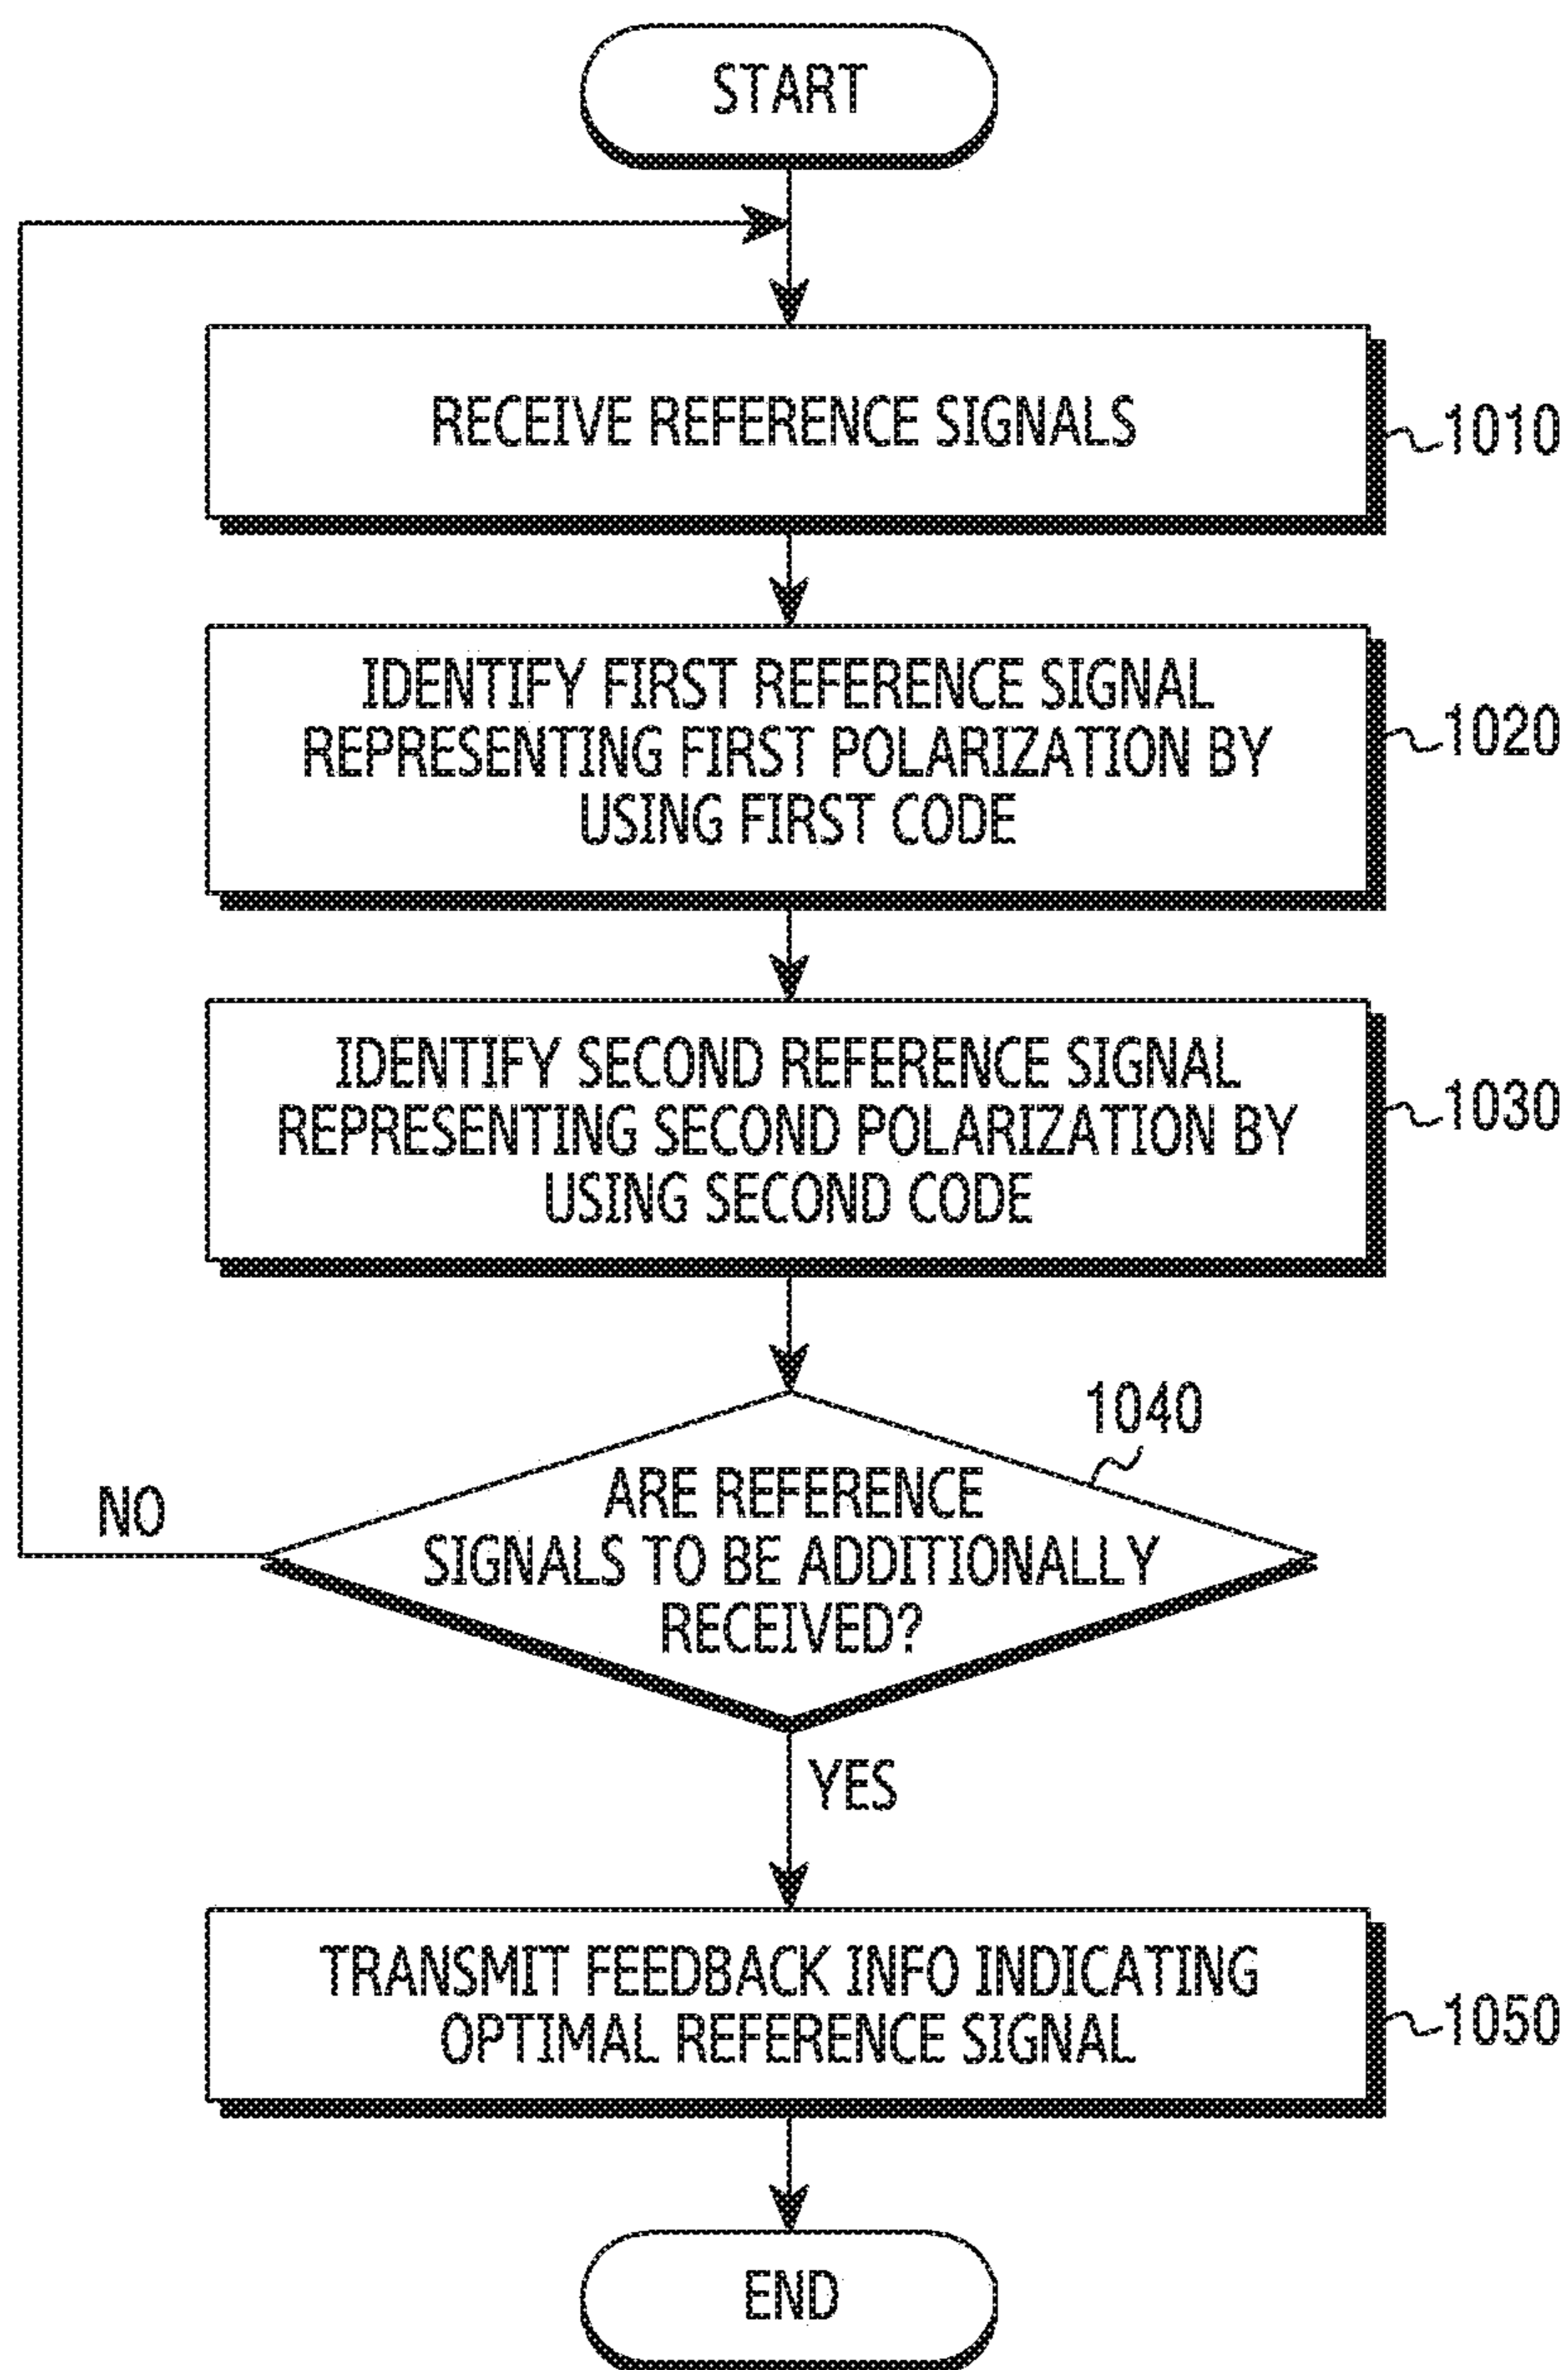 START
RECEIVE REFERENCE SIGNALS
1010
IDENTIFY FIRST REFERENCE SIGNAL
REPRESENTING FIRST POLARIZATION BY
USING FIRST CODE
1020
IDENTIFY SECOND REFERENCE SIGNAL
REPRESENTING SECOND POLARIZATION BY
USING SECOND CODE
1030
1040
ARE REFERENCE
SIGNALS TO BE ADDITIONALLY
RECEIVED?
NO
YES
TRANSMIT FEEDBACK INFO INDICATING
OPTIMAL REFERENCE SIGNAL
1050
END